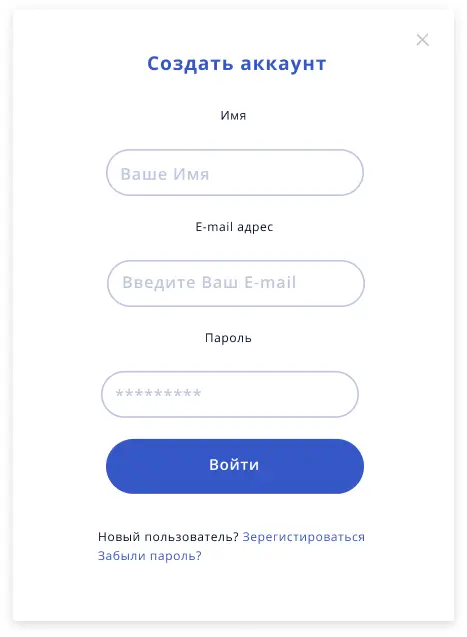 Создать аккаунт
Имя
Ваше Имя
E-mail адрес
Введите Ваш E-mail
Пароль
*********
Войти
Новый пользователь? Зерегистироваться
Забыли пароль?